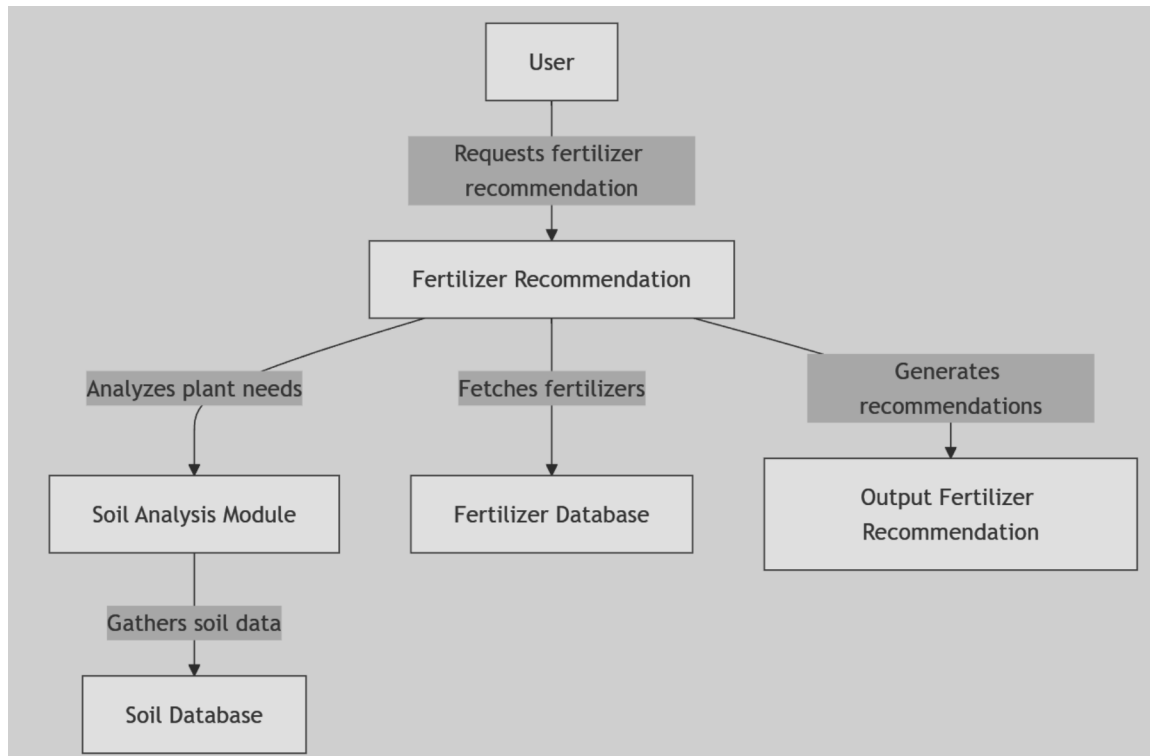 User
Requests fertilizer
recommendation
Fertilizer Recommendation
Analyzes plant needs
Fetches fertilizers
Generates
recommendations
Soil Analysis Module
Fertilizer Database
Output Fertilizer
Recommendation
Gathers soil data
Soil Database